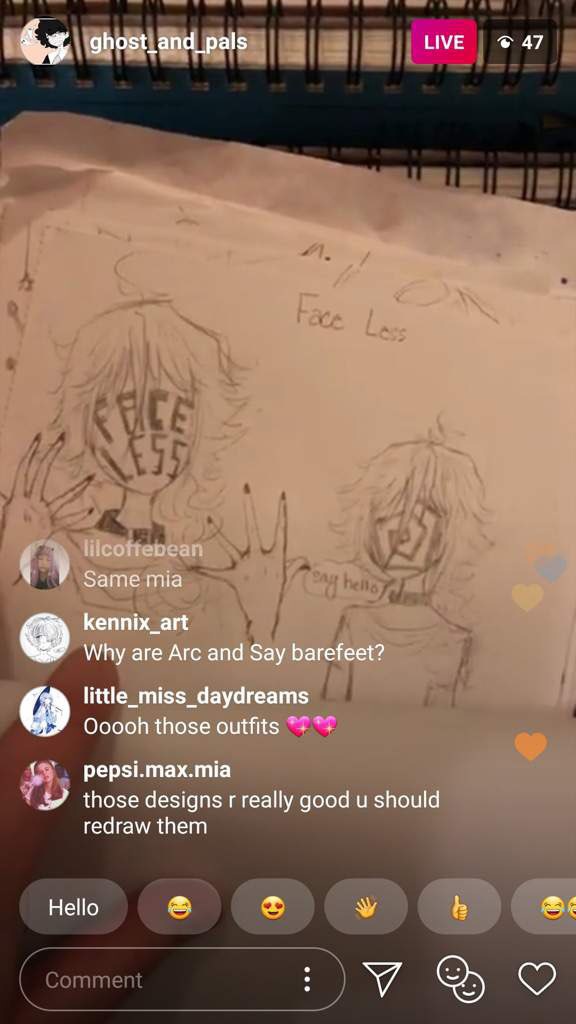 ghost_and_pals
LIVE
47
Face Less
FACE
LESS
say hello
lilcoffebean
Same mia
kennix_art
Why are Arc and Say barefeet?
little_miss_daydreams
Ooooh those outfits 💖💖
pepsi.max.mia
those designs r really good u should
redraw them
Hello
😂
😍
👋
👍
😂
Comment